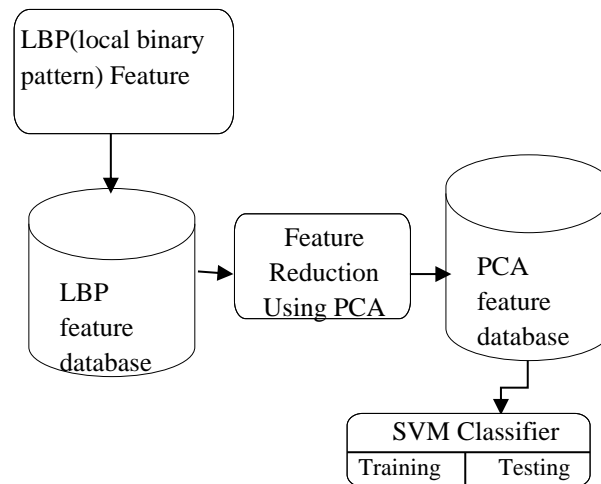 LBP(local binary
pattern) Feature
LBP
feature
database
Feature
Reduction
Using PCA
PCA
feature
database
SVM Classifier
Training
Testing